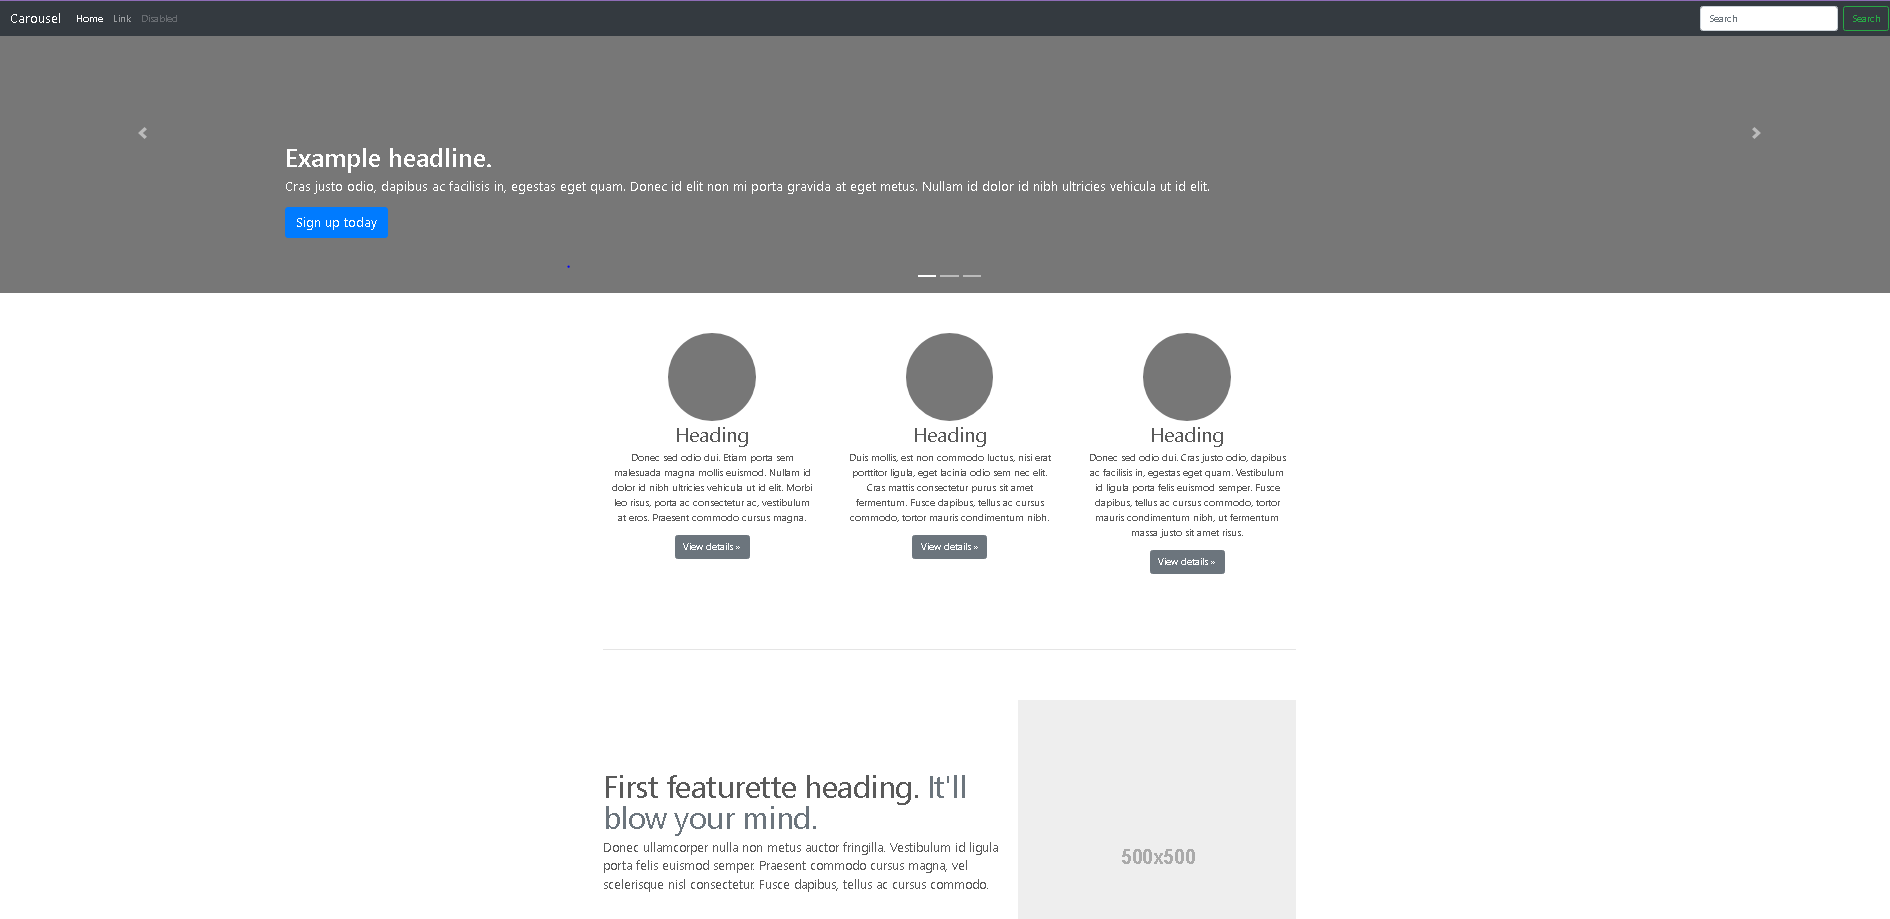 Carousel Home Link Disabled Search Search
Example headline.
Cras justo odio, dapibus ac facilisis in, egestas eget quam. Donec id elit non mi porta gravida at eget metus. Nullam id dolor id nibh ultricies vehicula ut id elit.
Sign up today
Heading
Donec sed odio dui. Etiam porta sem
malesuada magna mollis euismod. Nullam id
dolor id nibh ultricies vehicula ut id elit. Morbi
leo risus, porta ac consectetur ac, vestibulum
at eros. Praesent commodo cursus magna.
View details »
Heading
Duis mollis, est non commodo luctus, nisi erat
porttitor ligula, eget lacinia odio sem nec elit.
Cras mattis consectetur purus sit amet
fermentum. Fusce dapibus, tellus ac cursus
commodo, tortor mauris condimentum nibh.
View details »
Heading
Donec sed odio dui. Cras justo odio, dapibus
ac facilisis in, egestas eget quam. Vestibulum
id ligula porta felis euismod semper. Fusce
dapibus, tellus ac cursus commodo, tortor
mauris condimentum nibh, ut fermentum
massa justo sit amet risus.
View details »
First featurette heading. It'll
blow your mind.
Donec ullamcorper nulla non metus auctor fringilla. Vestibulum id ligula
porta felis euismod semper. Praesent commodo cursus magna, vel
scelerisque nisl consectetur. Fusce dapibus, tellus ac cursus commodo.
500x500